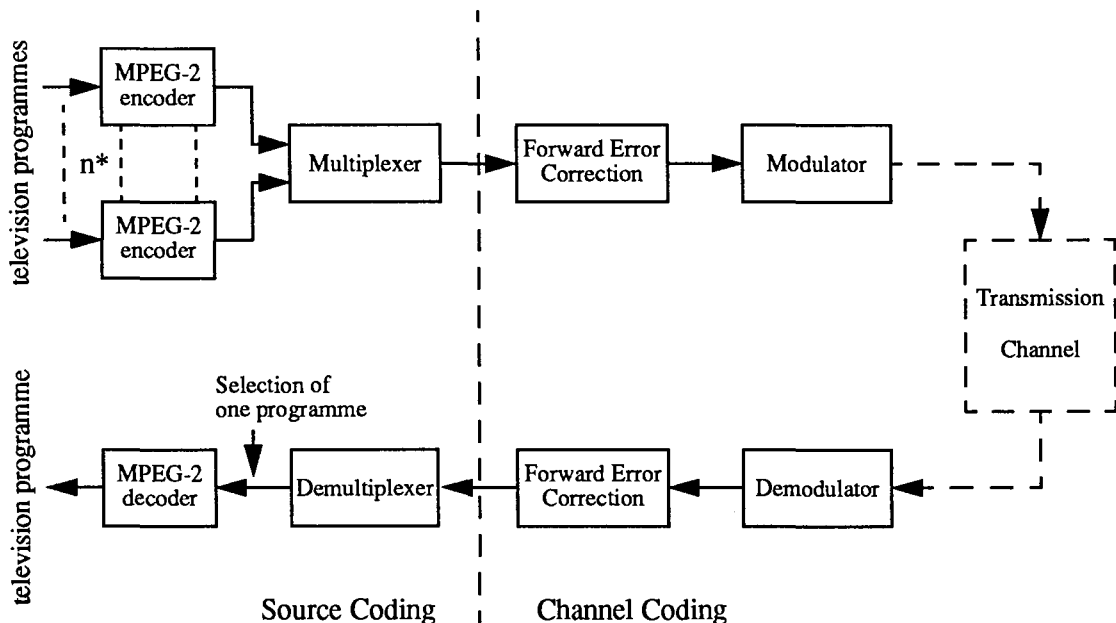 television programmes
MPEG-2
encoder
n*
MPEG-2
encoder
Multiplexer
Forward Error
Correction
Modulator
Transmission
Channel
television programme
MPEG-2
decoder
Selection of
one programme
Demultiplexer
Forward Error
Correction
Demodulator
Source Coding
Channel Coding